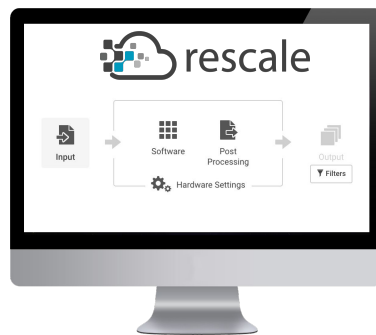 rescale
Input
Software
Post
Processing
Hardware Settings
Output
Filters